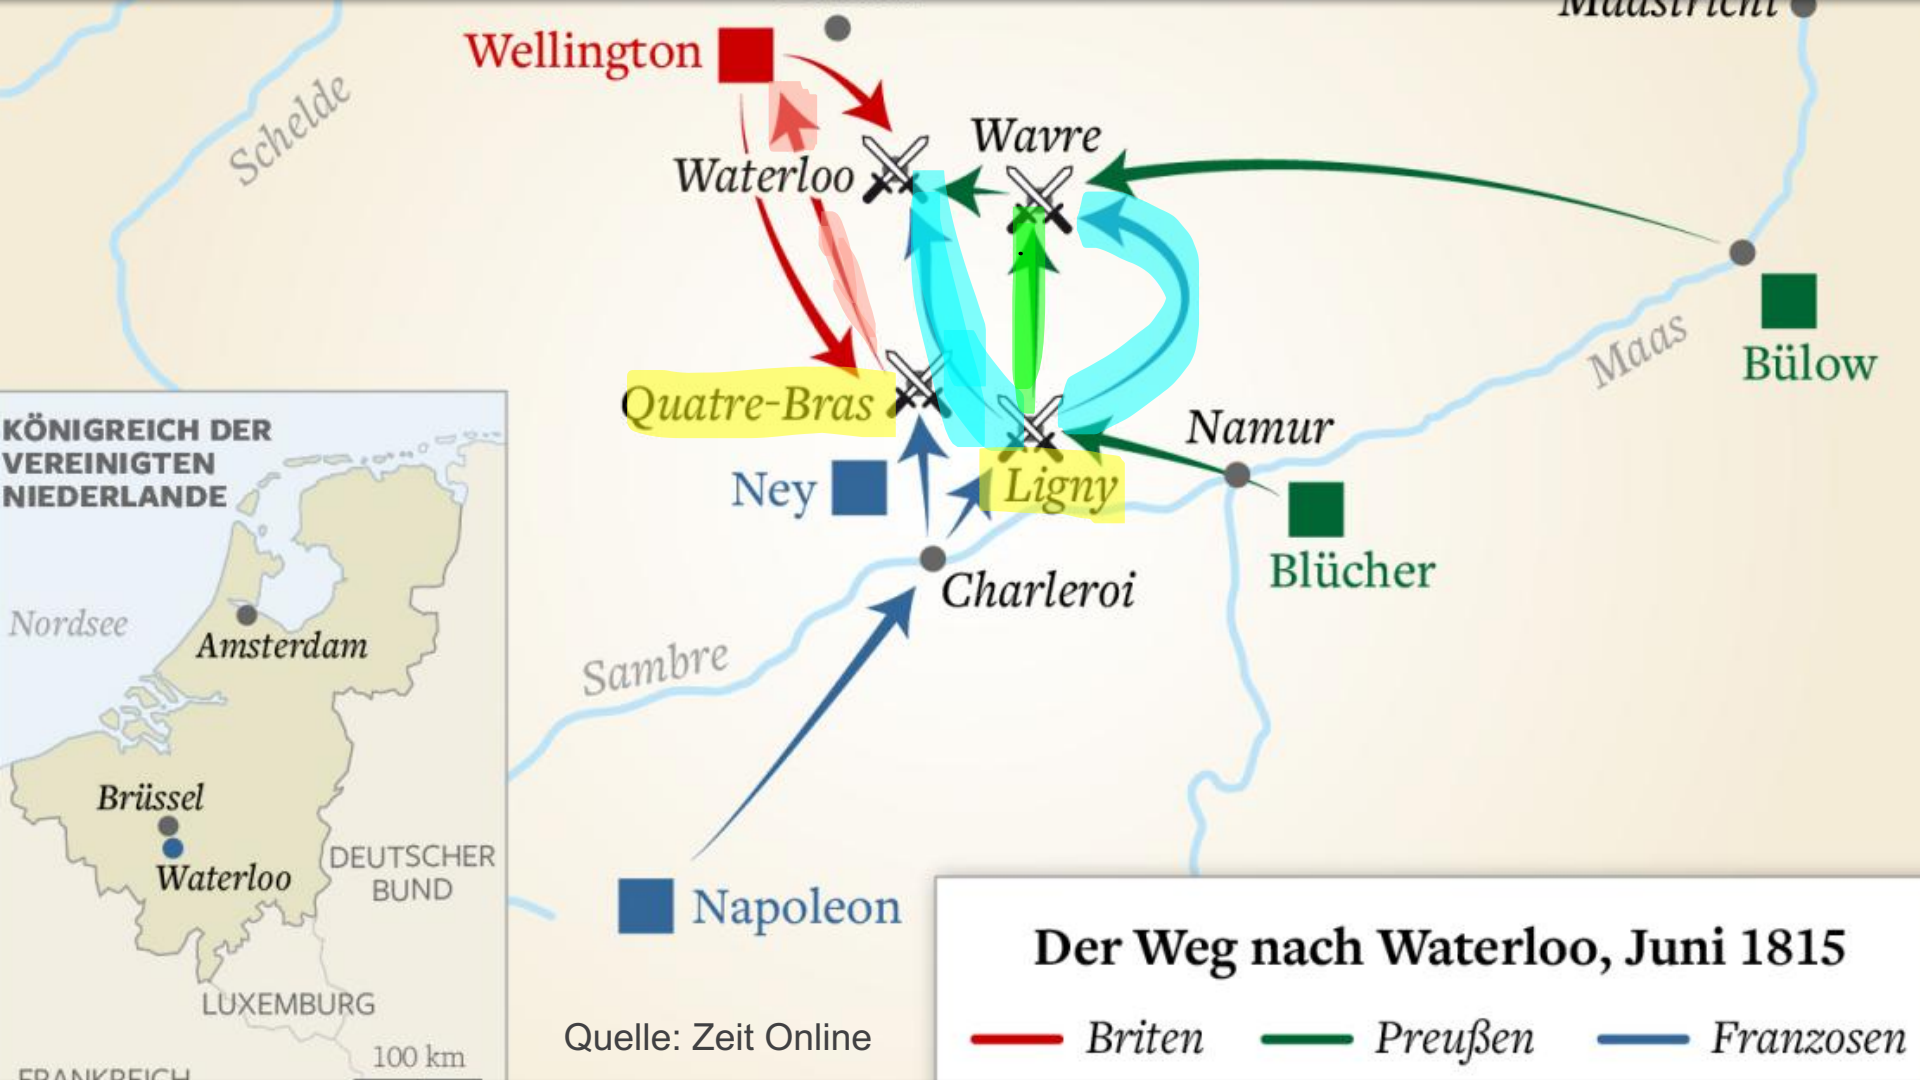 Maastricht
Wellington
Schelde
Wavre
Waterloo
Bülow
Maas
Quatre-Bras
Namur
Ney
Ligny
Blücher
Charleroi
Sambre
Napoleon
KÖNIGREICH DER
VEREINIGTEN
NIEDERLANDE
Nordsee
Amsterdam
Brüssel
Waterloo
DEUTSCHER
BUND
LUXEMBURG
100 km
FRANKREICH
Quelle: Zeit Online
Der Weg nach Waterloo, Juni 1815
Briten
Preußen
Franzosen